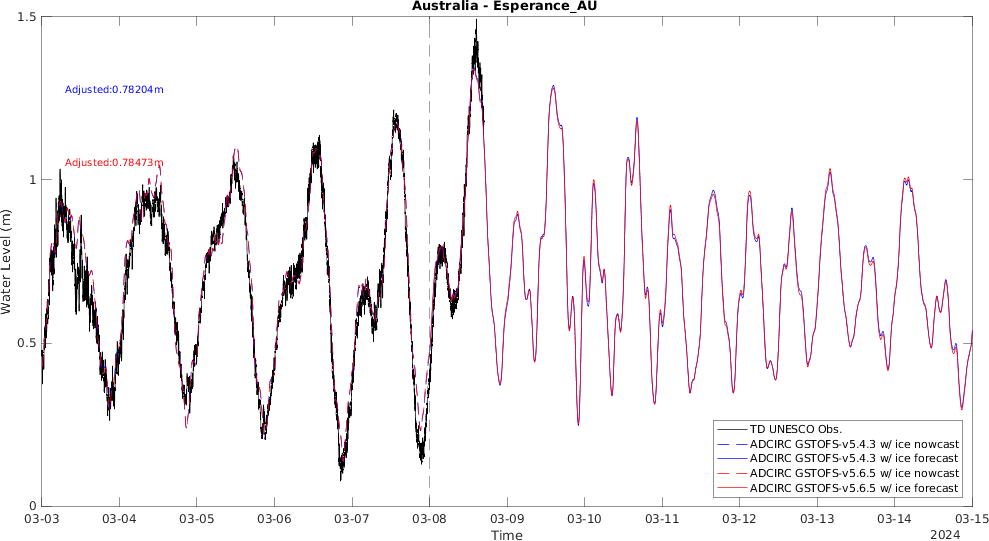 Australia - Esperance_AU
1.5
Adjusted:0.78204m
Adjusted:0.78473m
1
Water Level (m)
0.5
TD UNESCO Obs.
ADCIRC GSTOFS-v5.4.3 w/ ice nowcast
ADCIRC GSTOFS-v5.4.3 w/ ice forecast
ADCIRC GSTOFS-v5.6.5 w/ ice nowcast
ADCIRC GSTOFS-v5.6.5 w/ ice forecast
0
03-03 03-04 03-05 03-06 03-07 03-08 03-09 03-10 03-11 03-12 03-13 03-14 03-15
Time
2024